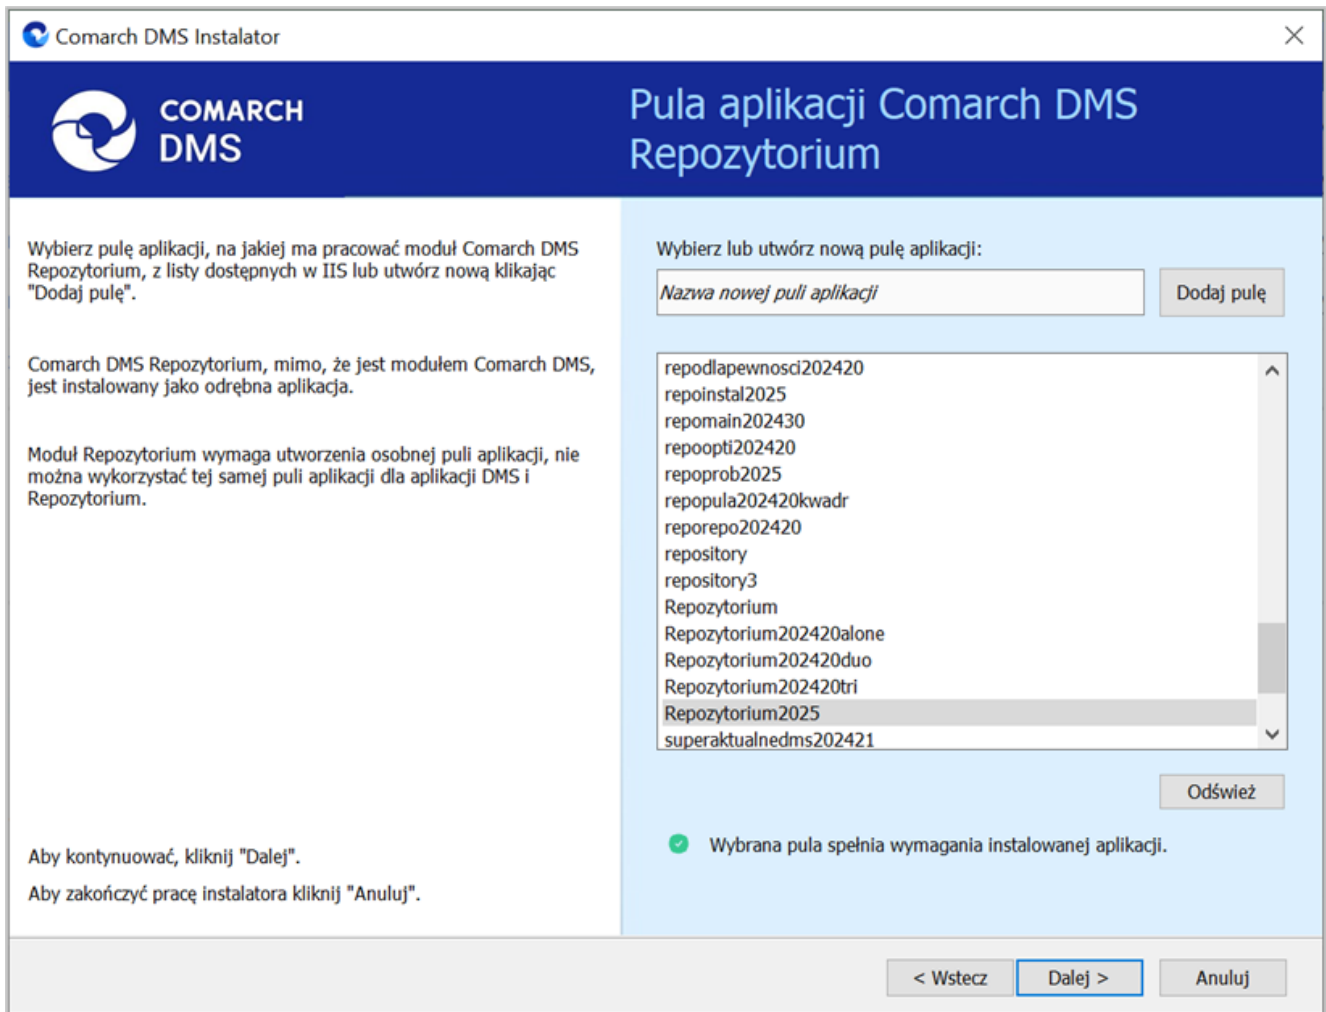 Comarch DMS Instalator
COMARCH
DMS
Pula aplikacji Comarch DMS
Repozytorium
Wybierz pulę aplikacji, na jakiej ma pracować moduł Comarch DMS
Repozytorium, z listy dostępnych w IIS lub utwórz nową klikając
"Dodaj pulę".
Comarch DMS Repozytorium, mimo, że jest modułem Comarch DMS,
jest instalowany jako odrębna aplikacja.
Moduł Repozytorium wymaga utworzenia osobnej puli aplikacji, nie
można wykorzystać tej samej puli aplikacji dla aplikacji DMS i
Repozytorium.
Aby kontynuować, kliknij "Dalej".
Aby zakończyć pracę instalatora kliknij "Anuluj".
Wybierz lub utwórz nową pulę aplikacji:
Nazwa nowej puli aplikacji
Dodaj pulę
repodlapewnosci202420
repoinstal2025
repomain202430
repoopti202420
repoprob2025
repopula202420kwadr
reporepo202420
repository
repository3
Repozytorium
Repozytorium202420alone
Repozytorium202420duo
Repozytorium202420tri
Repozytorium2025
superaktualnedms202421
Odśwież
Wybrana pula spełnia wymagania instalowanej aplikacji.
< Wstecz
Dalej >
Anuluj